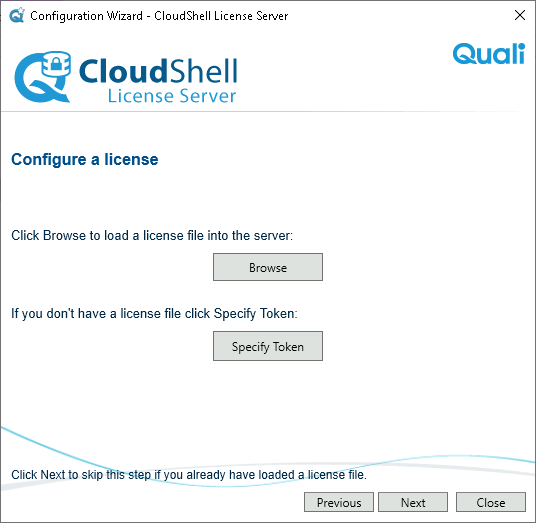 Configuration Wizard - CloudShell License Server
Quali
CloudShell
License Server
Configure a license
Click Browse to load a license file into the server:
Browse
If you don't have a license file click Specify Token:
Specify Token
Click Next to skip this step if you already have loaded a license file.
Previous Next Close